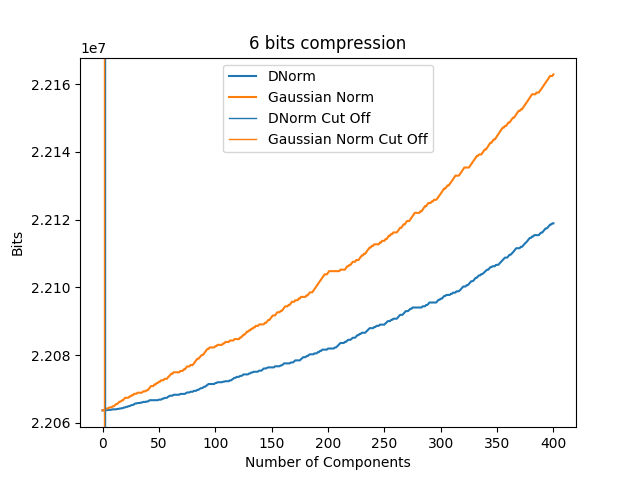 6 bits compression
1e7
DNorm
Gaussian Norm
DNorm Cut Off
Gaussian Norm Cut Off
2.216
2.214
2.212
2.210
2.208
2.206
Bits
0 50 100 150 200 250 300 350 400
Number of Components